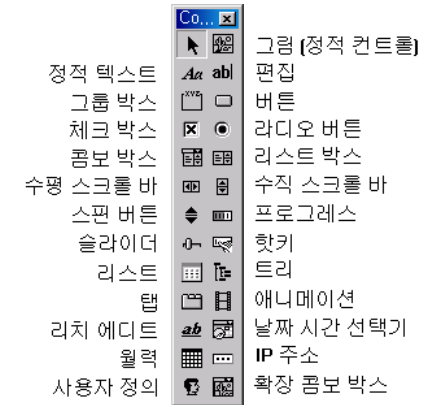 Co...
그림 (정적 컨트롤)
정적 텍스트 Aa ab| 편집
그룹 박스 xyz 버튼
체크 박스 라디오 버튼
콤보 박스 리스트 박스
수평 스크롤 바 수직 스크롤 바
스핀 버튼 프로그레스
슬라이더 핫키
리스트 트리
탭 애니메이션
리치 에디트 ab 날짜 시간 선택기
월력 IP 주소
사용자 정의 확장 콤보 박스